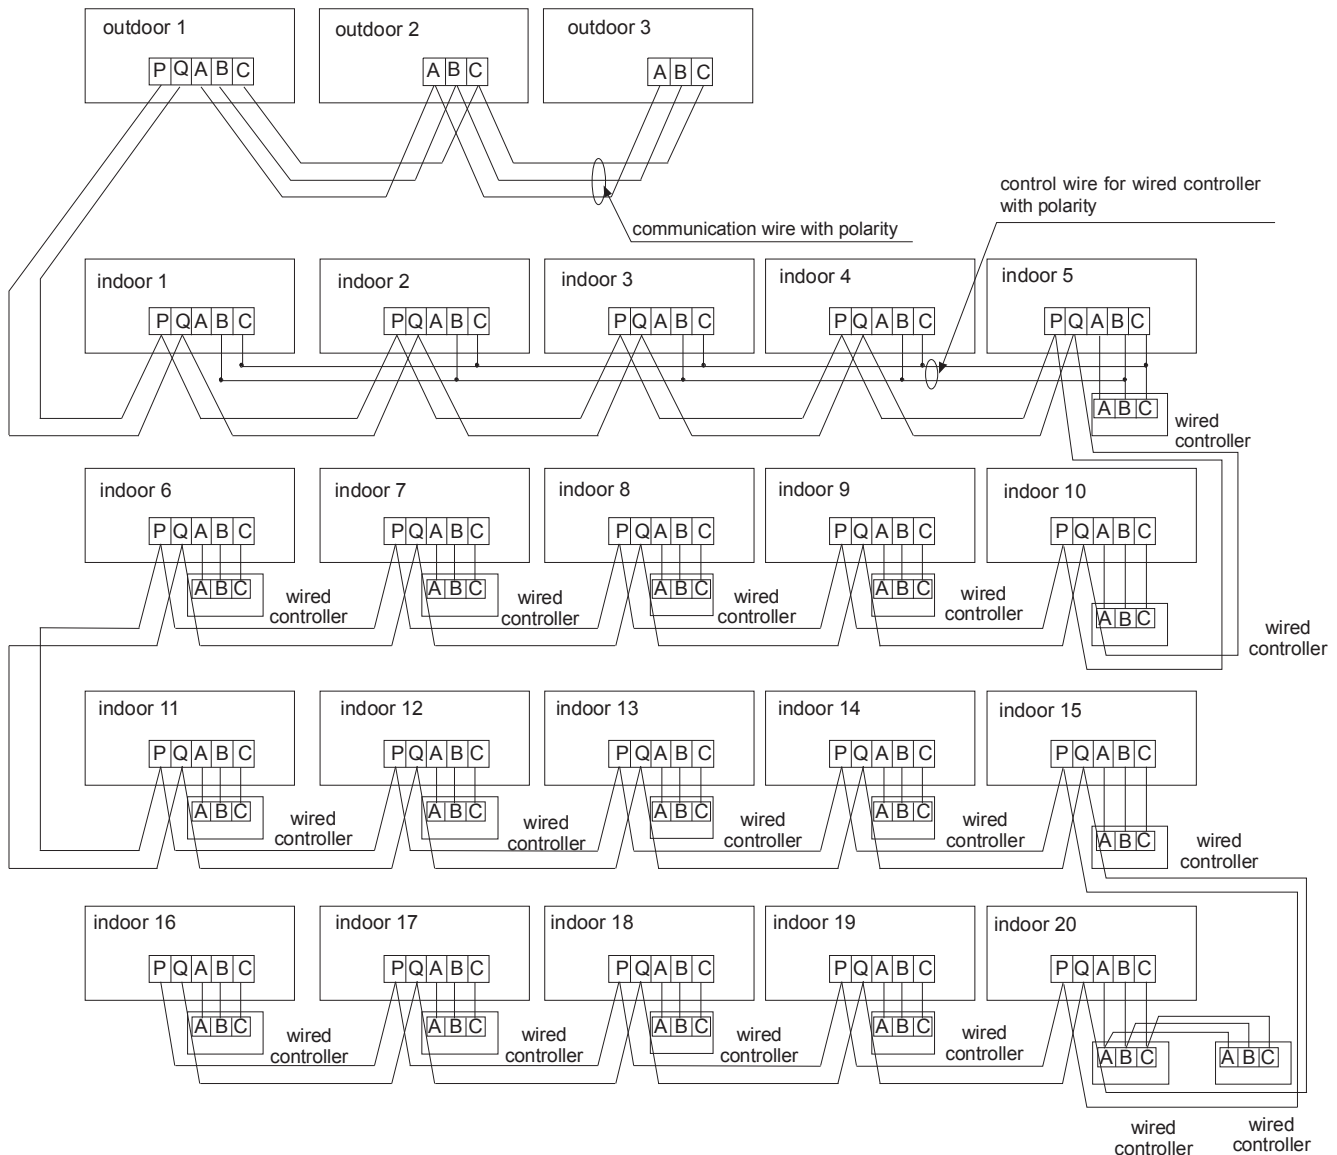 outdoor 1
outdoor 2
outdoor 3
P Q A B C
A B C
A B C
control wire for wired controller
with polarity
communication wire with polarity
indoor 1
indoor 2
indoor 3
indoor 4
indoor 5
P Q A B C
P Q A B C
P Q A B C
P Q A B C
P Q A B C
A B C
wired
controller
indoor 6
indoor 7
indoor 8
indoor 9
indoor 10
P Q A B C
P Q A B C
P Q A B C
P Q A B C
P Q A B C
A B C
wired
controller
A B C
wired
controller
A B C
wired
controller
A B C
wired
controller
A B C
wired
controller
indoor 11
indoor 12
indoor 13
indoor 14
indoor 15
P Q A B C
P Q A B C
P Q A B C
P Q A B C
P Q A B C
A B C
wired
controller
A B C
wired
controller
A B C
wired
controller
A B C
wired
controller
A B C
wired
controller
indoor 16
indoor 17
indoor 18
indoor 19
indoor 20
P Q A B C
P Q A B C
P Q A B C
P Q A B C
P Q A B C
A B C
wired
controller
A B C
wired
controller
A B C
wired
controller
A B C
wired
controller
A B C
A B C
wired
controller
wired
controller